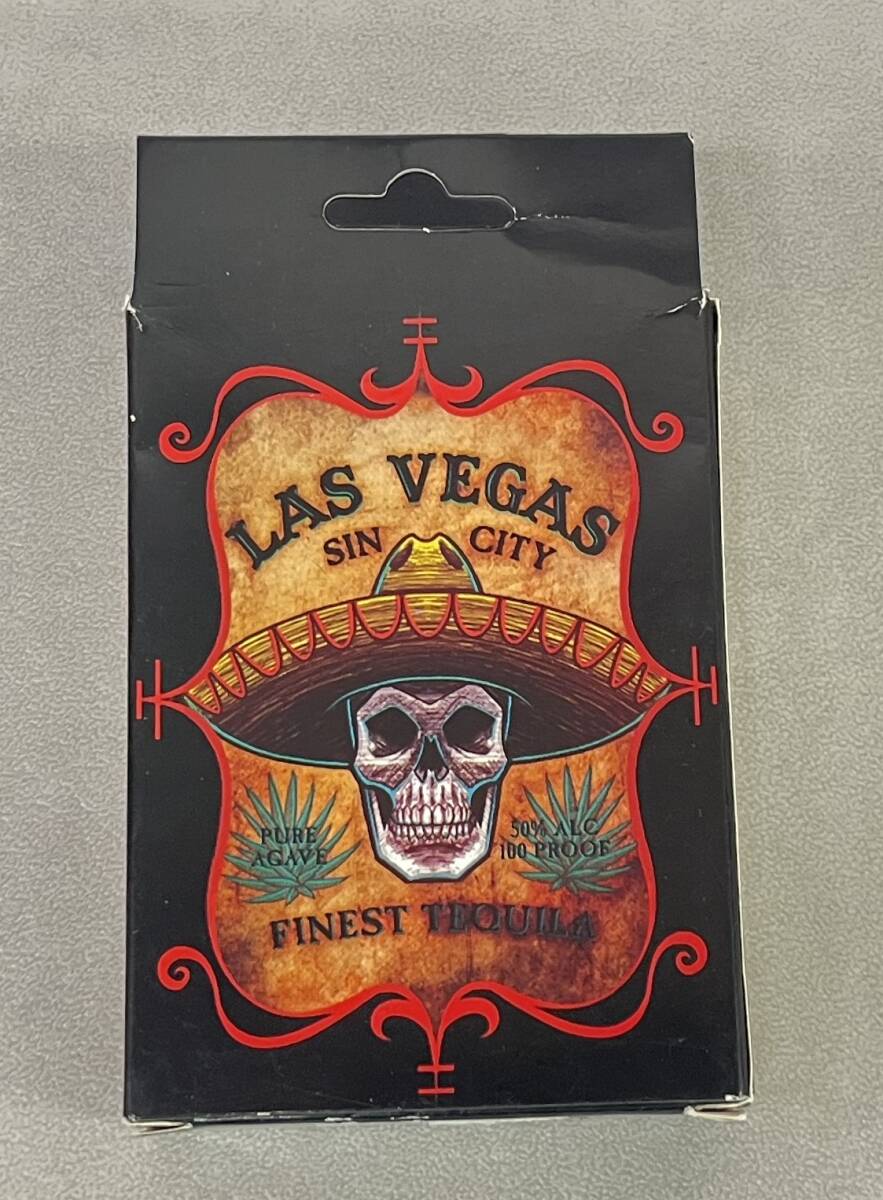 LAS VEGAS
SIN CITY
PURE
AGAVE
50% ALC
100 PROOF
FINEST TEQUILA